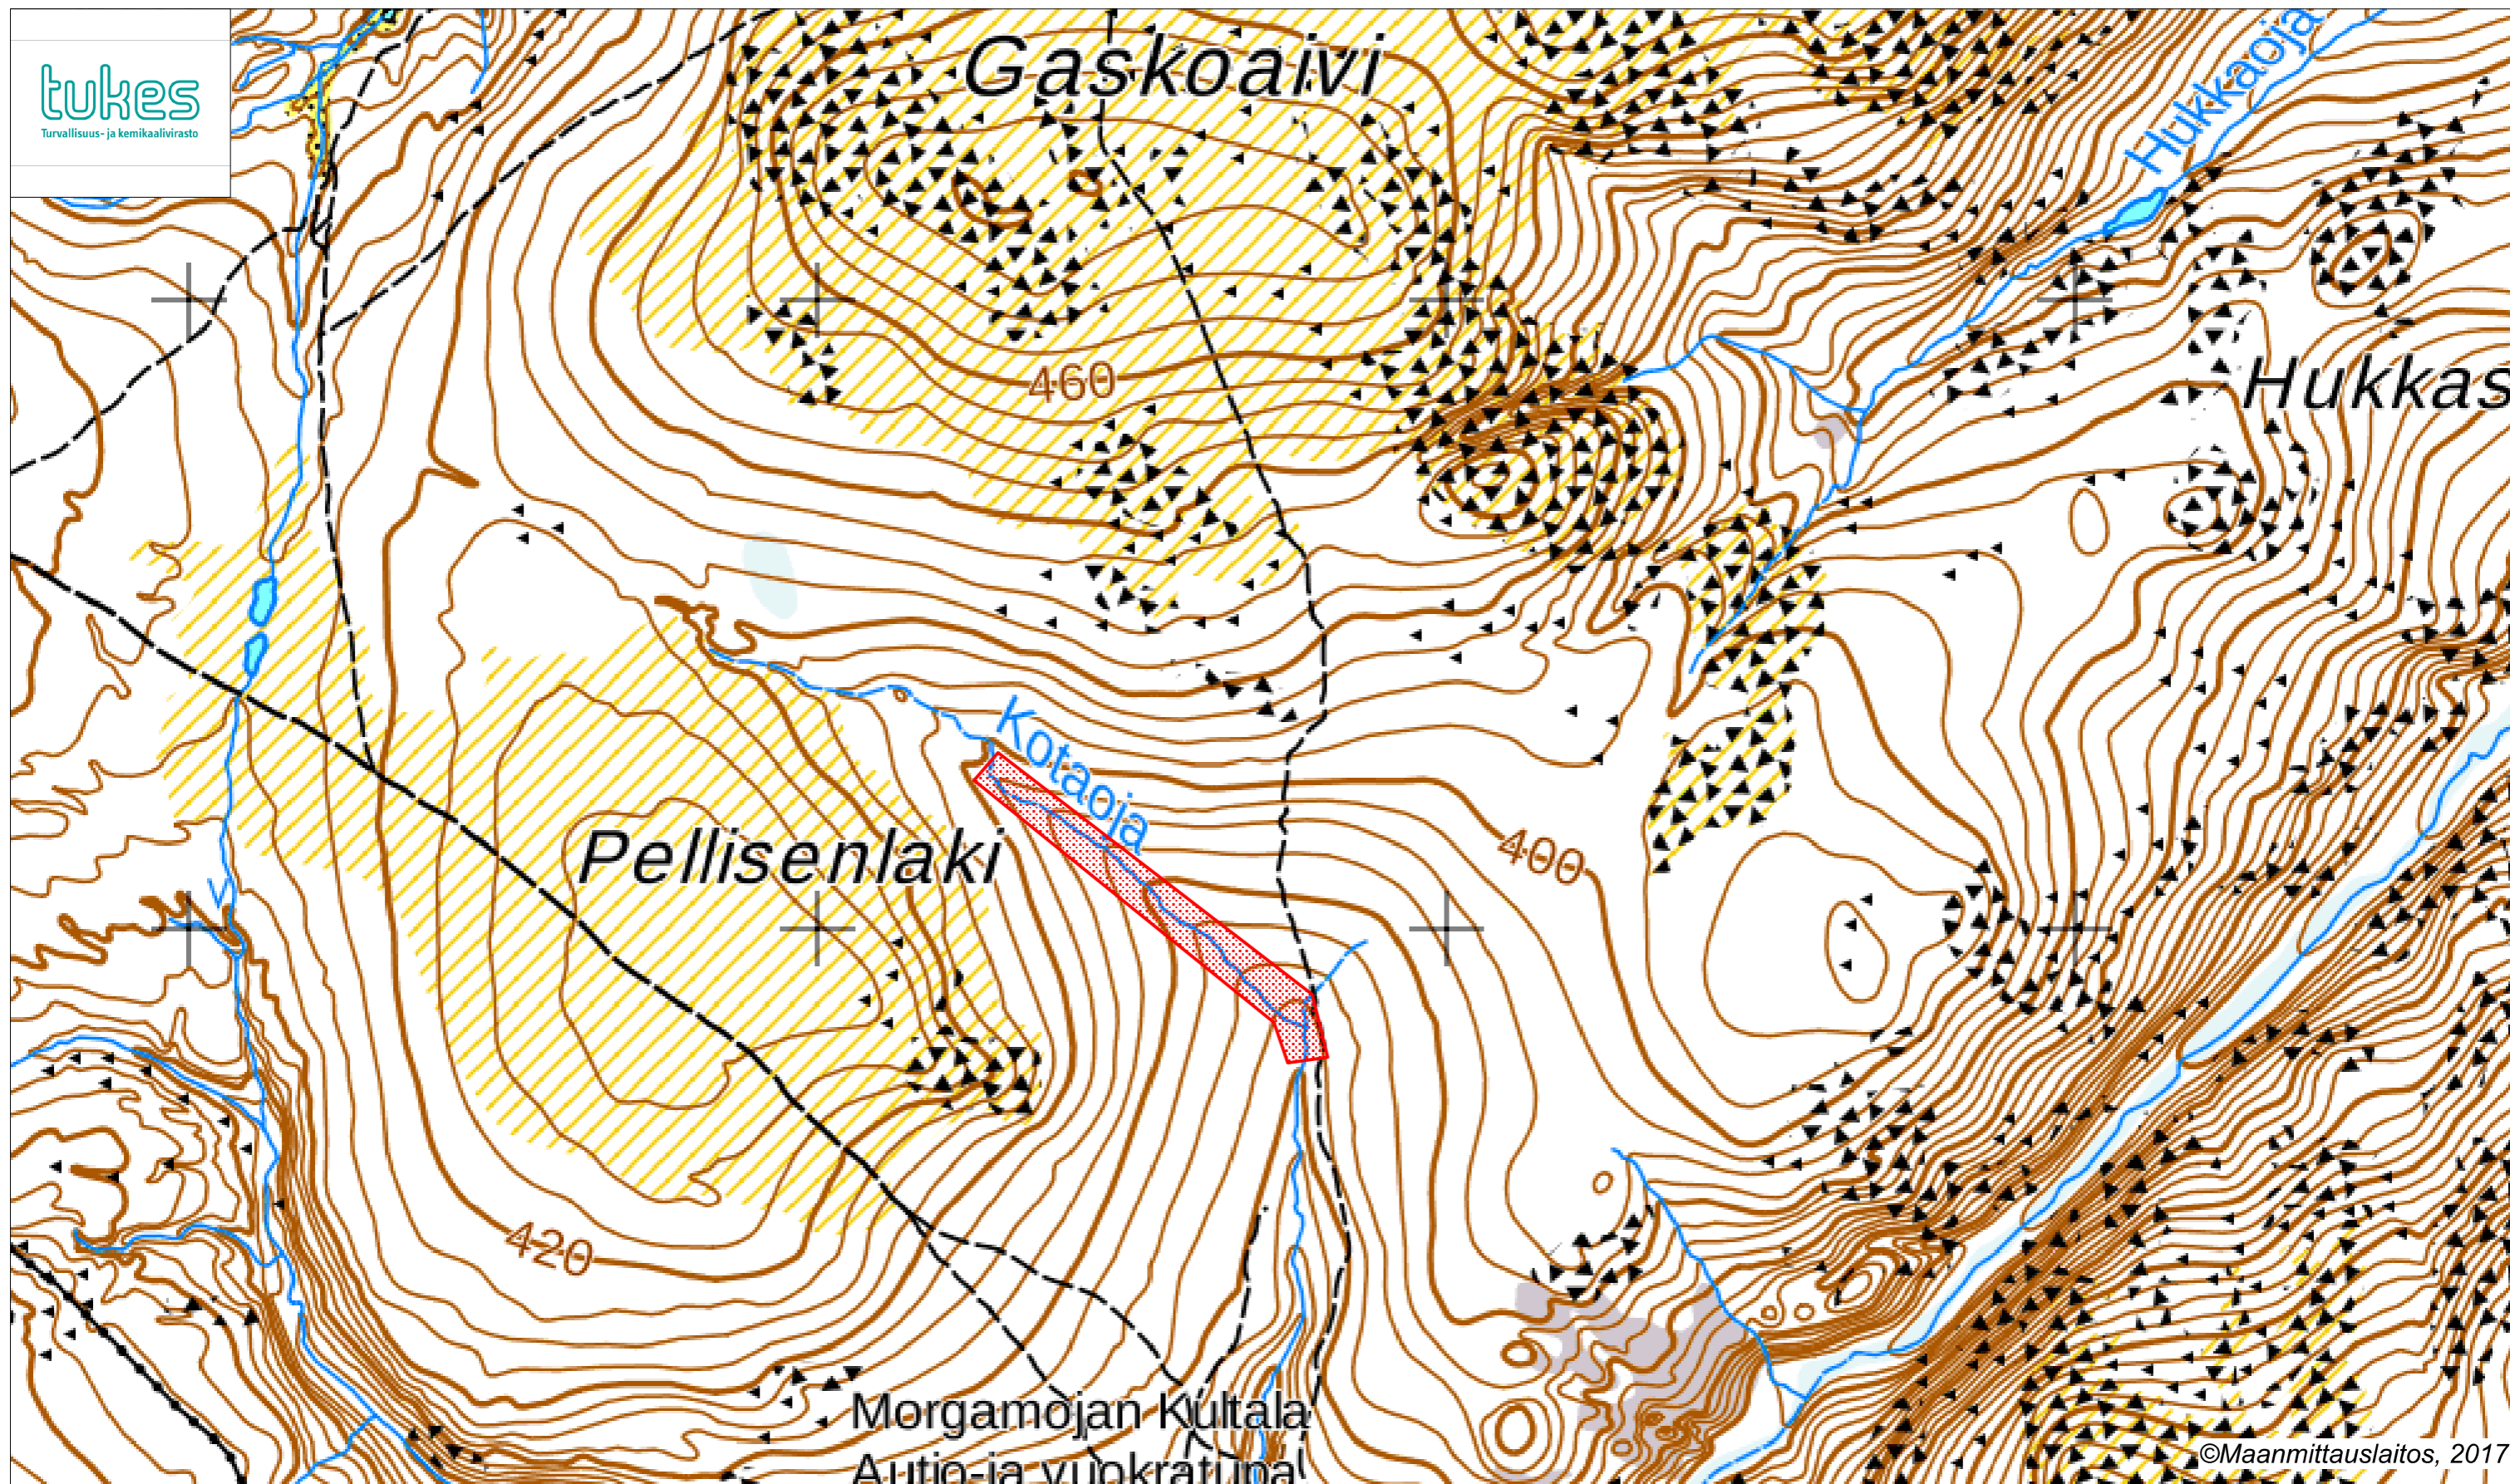 tukes
Turvallisuus- ja kemikaalivirasto
Gaskoaivi
Hukkaoja
460
Hukkas
Kotaoja
400
Pellisenlaki
420
Morgamojan Kultala
Autio-ja vuokratupa
©Maanmittauslaitos, 2017